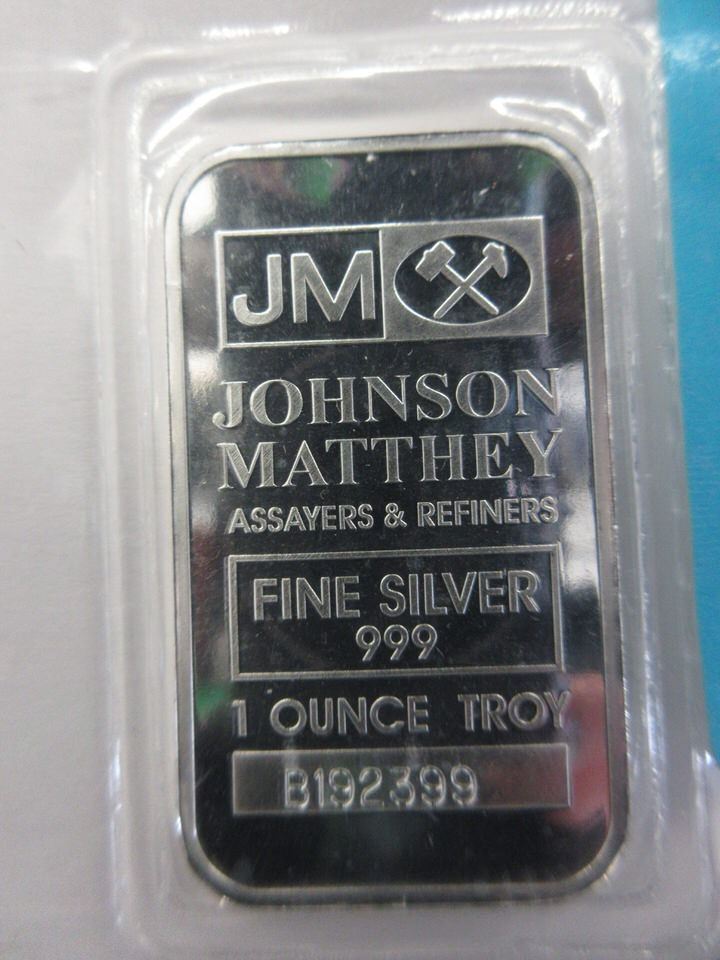 JM
JOHNSON
MATTHEY
ASSAYERS & REFINERS
FINE SILVER
999
1 OUNCE TROY
B192399